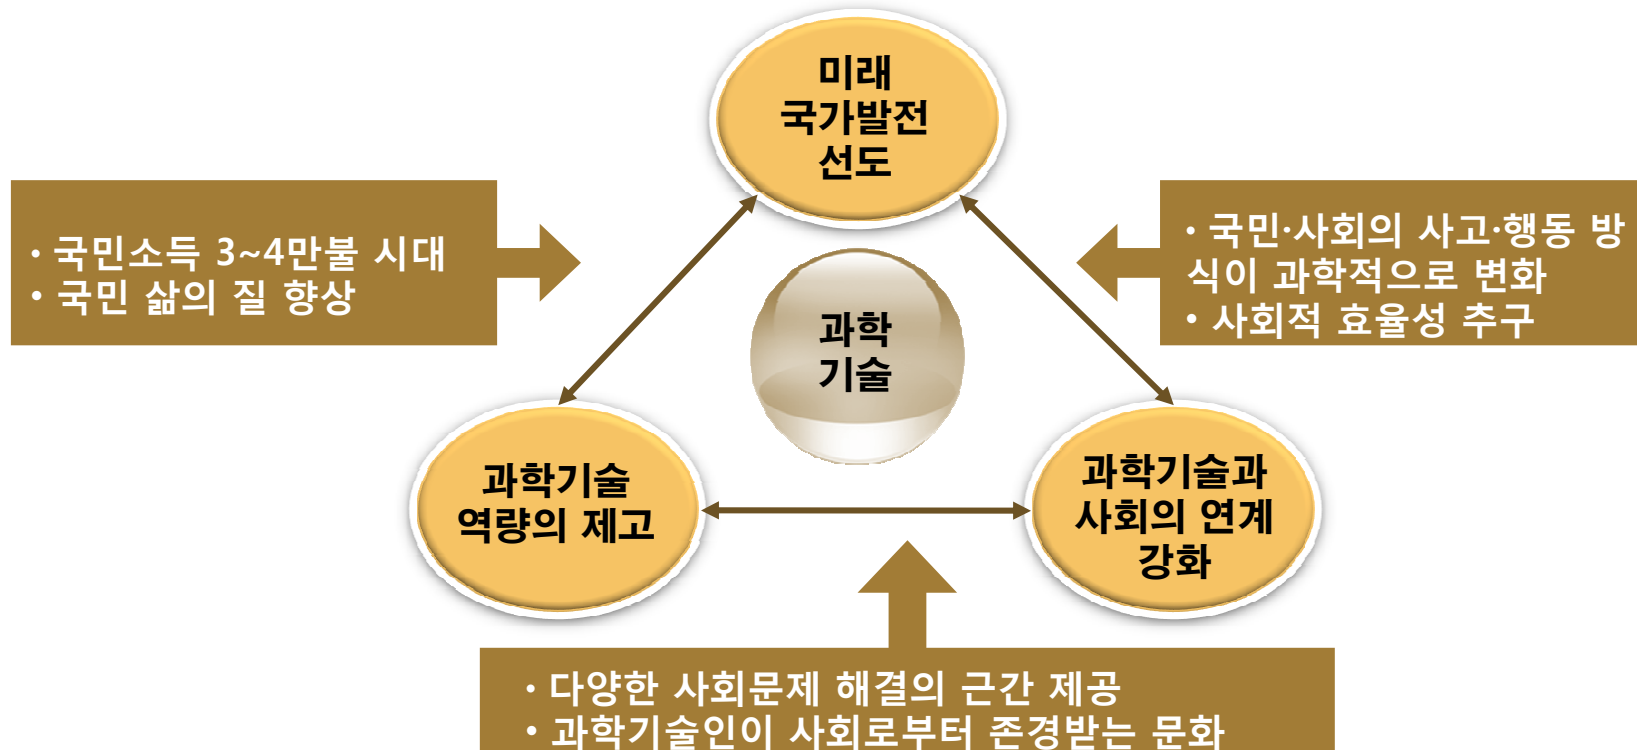 미래
국가발전
선도
· 국민소득 3~4만불 시대
· 국민 삶의 질 향상
· 국민·사회의 사고·행동 방
식이 과학적으로 변화
· 사회적 효율성 추구
과학
기술
과학기술
역량의 제고
과학기술과
사회의 연계
강화
· 다양한 사회문제 해결의 근간 제공
· 과학기술인이 사회로부터 존경받는 문화